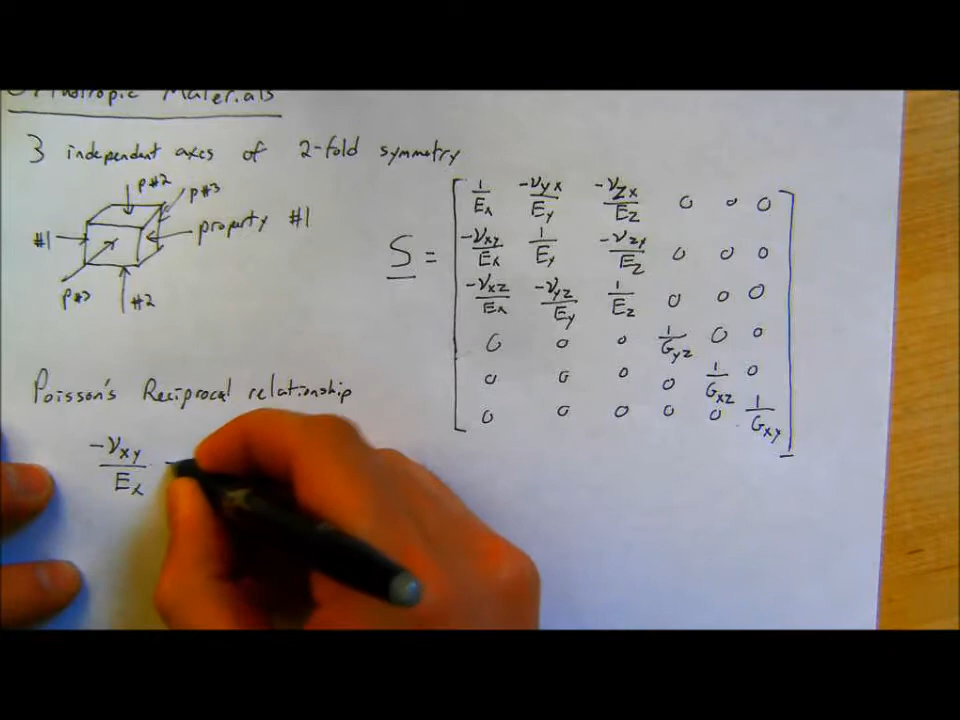 Orthotropic Materials
3 independent axes of 2-fold symmetry
P#2
P#3
property #1
#1
P#3
#2
S =
1/Ex -νyx/Ey -νzx/Ez 0 0 0
-νxy/Ex 1/Ey -νzy/Ez 0 0 0
-νxz/Ex -νyz/Ey 1/Ez 0 0 0
0 0 0 1/Gyz 0 0
0 0 0 0 1/Gxz 0
0 0 0 0 0 1/Gxy
Poisson's Reciprocal relationship
-νxy/Ex